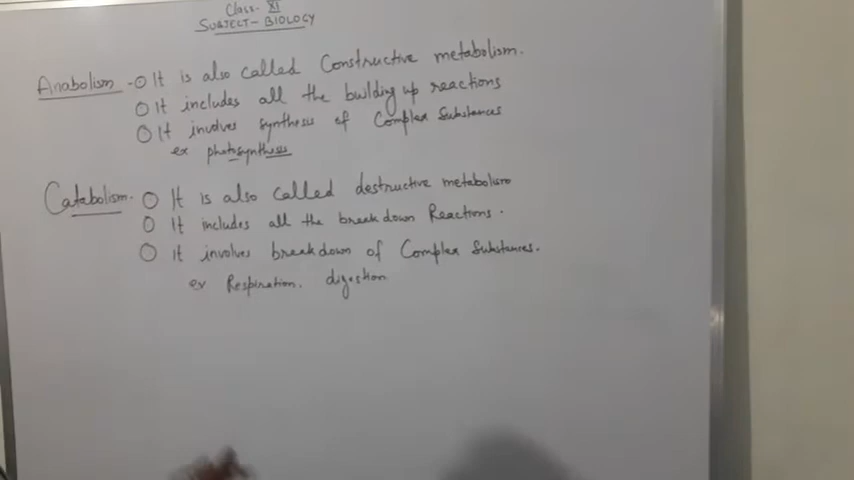 Class - XI
SUBJECT - BIOLOGY
Anabolism - O It is also called Constructive metabolism.
O It includes all the building up reactions
O It involves synthesis of Complex Substances
ex photosynthesis
Catabolism. O It is also called destructive metabolism
O It includes all the breakdown Reactions.
O It involves breakdown of Complex Substances.
ex Respiration. digestion